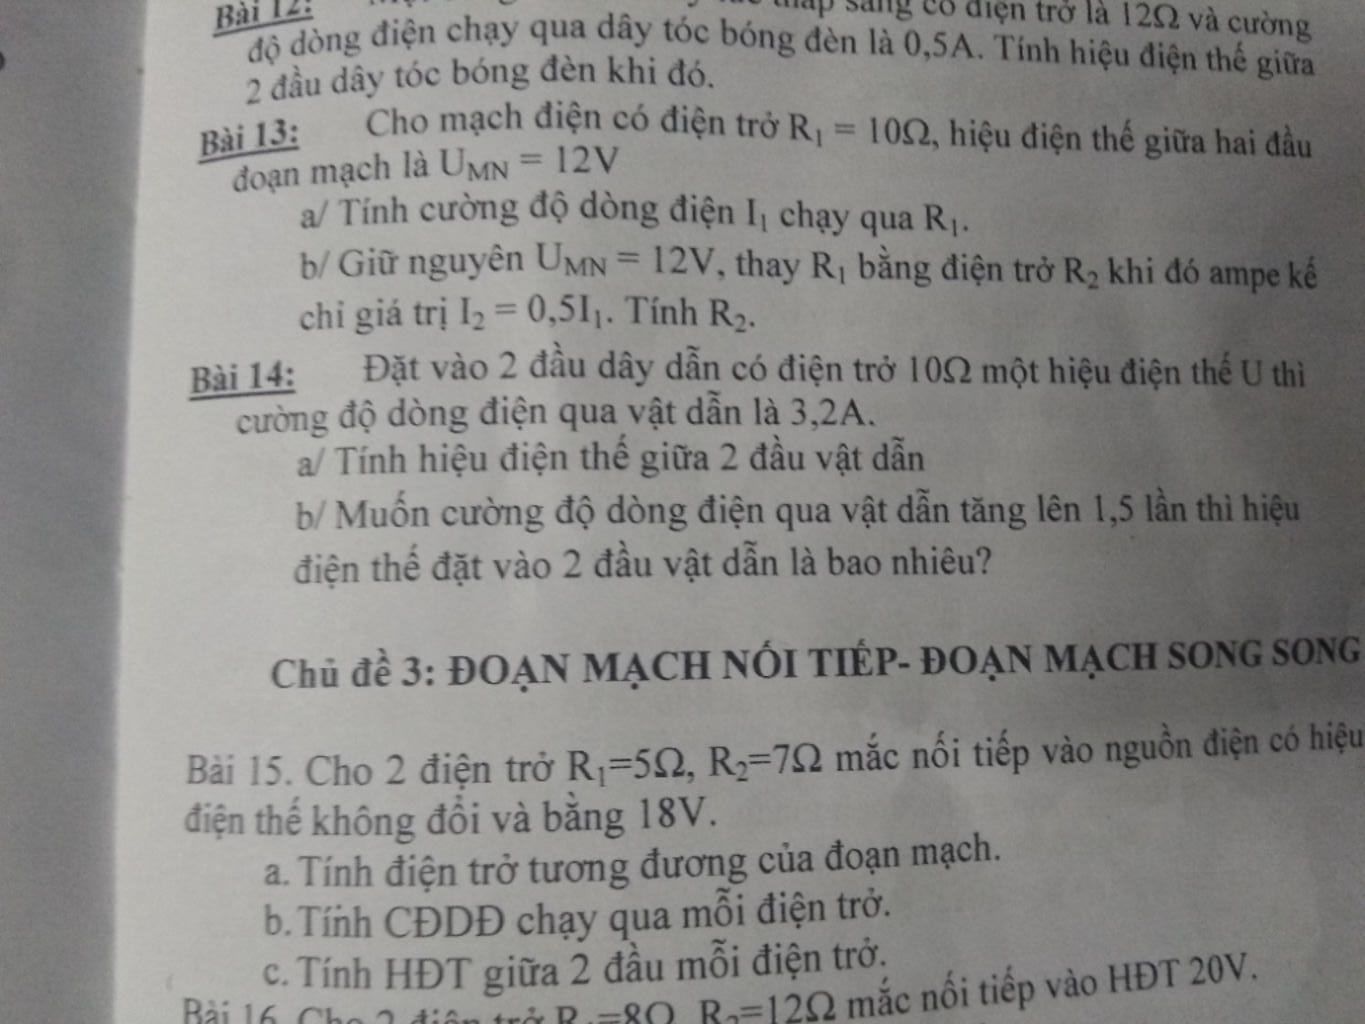 Bài 12:
sáng có điện trở là 12Ω và cường
độ dòng điện chạy qua dây tóc bóng đèn là 0,5A. Tính hiệu điện thế giữa
2 đầu dây tóc bóng đèn khi đó.
Bài 13: Cho mạch điện có điện trở R₁ = 10Ω, hiệu điện thế giữa hai đầu
đoạn mạch là U_MN = 12V
a/ Tính cường độ dòng điện I₁ chạy qua R₁.
b/ Giữ nguyên U_MN = 12V, thay R₁ bằng điện trở R₂ khi đó ampe kế
chỉ giá trị I₂ = 0,5I₁. Tính R₂.
Bài 14: Đặt vào 2 đầu dây dẫn có điện trở 10Ω một hiệu điện thế U thì
cường độ dòng điện qua vật dẫn là 3,2A.
a/ Tính hiệu điện thế giữa 2 đầu vật dẫn
b/ Muốn cường độ dòng điện qua vật dẫn tăng lên 1,5 lần thì hiệu
điện thế đặt vào 2 đầu vật dẫn là bao nhiêu?
Chủ đề 3: ĐOẠN MẠCH NỐI TIẾP- ĐOẠN MẠCH SONG SONG
Bài 15. Cho 2 điện trở R₁=5Ω, R₂=7Ω mắc nối tiếp vào nguồn điện có hiệu
điện thế không đổi và bằng 18V.
a. Tính điện trở tương đương của đoạn mạch.
b. Tính CĐDĐ chạy qua mỗi điện trở.
c. Tính HĐT giữa 2 đầu mỗi điện trở.
Bài 16. Cho 2 điện trở R₁=8Ω, R₂=12Ω mắc nối tiếp vào HĐT 20V.